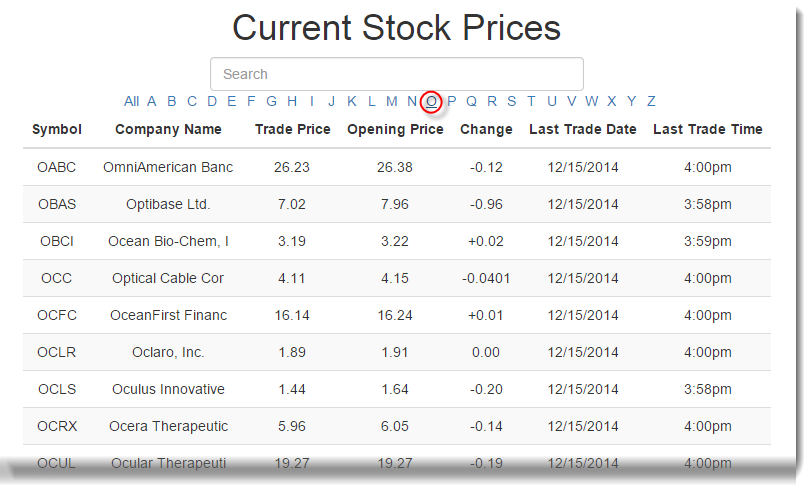 Current Stock Prices
Search
All A B C D E F G H I J K L M N O P Q R S T U V W X Y Z
Symbol Company Name Trade Price Opening Price Change Last Trade Date Last Trade Time
OABC OmniAmerican Banc 26.23 26.38 -0.12 12/15/2014 4:00pm
OBAS Optibase Ltd. 7.02 7.96 -0.96 12/15/2014 3:58pm
OBCI Ocean Bio-Chem, I 3.19 3.22 +0.02 12/15/2014 3:59pm
OCC Optical Cable Cor 4.11 4.15 -0.0401 12/15/2014 4:00pm
OCFC OceanFirst Financ 16.14 16.24 +0.01 12/15/2014 4:00pm
OCLR Oclaro, Inc. 1.89 1.91 0.00 12/15/2014 4:00pm
OCLS Oculus Innovative 1.44 1.64 -0.20 12/15/2014 3:58pm
OCRX Ocera Therapeutic 5.96 6.05 -0.14 12/15/2014 4:00pm
OCUL Ocular Therapeuti 19.27 19.27 -0.19 12/15/2014 4:00pm